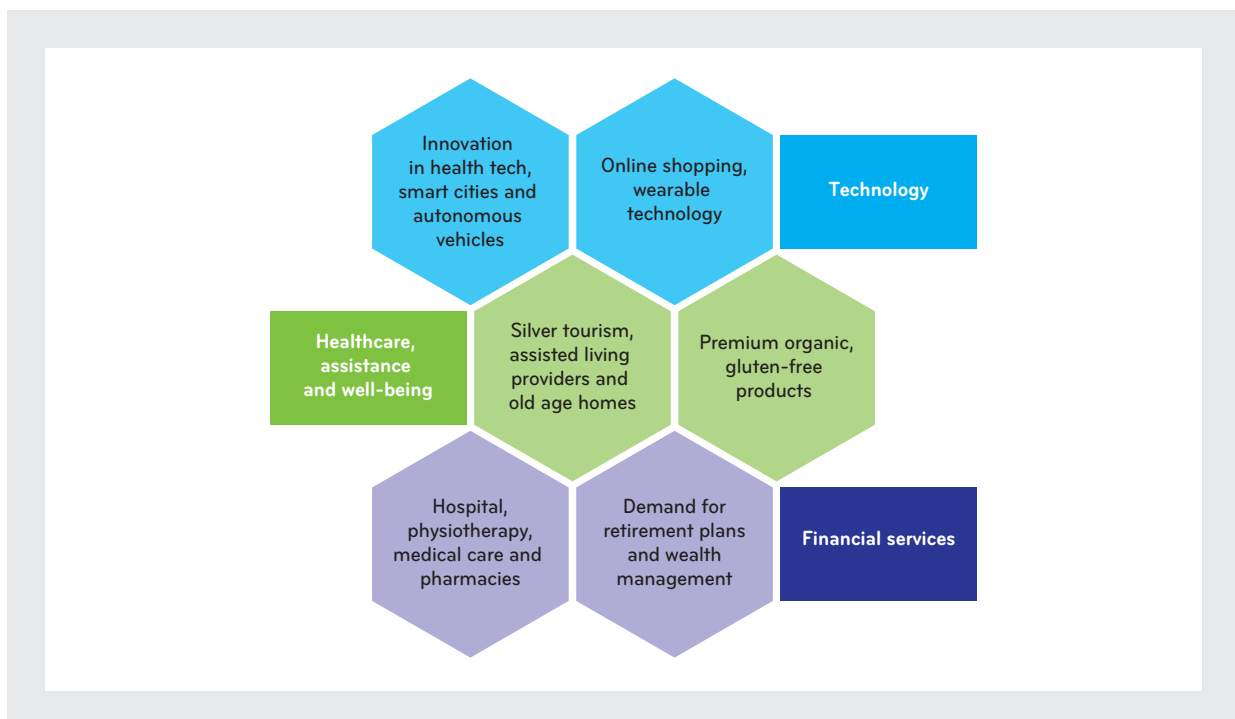 Innovation
in health tech,
smart cities and
autonomous
vehicles
Online shopping,
wearable
technology
Technology
Healthcare,
assistance
and well-being
Silver tourism,
assisted living
providers and
old age homes
Premium organic,
gluten-free
products
Hospital,
physiotherapy,
medical care and
pharmacies
Demand for
retirement plans
and wealth
management
Financial services